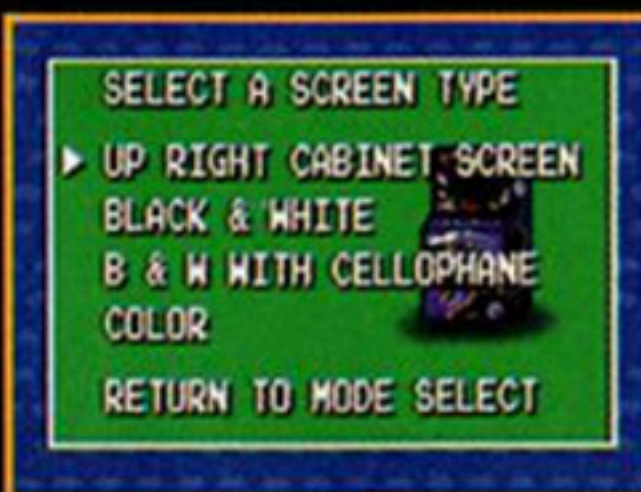 SELECT A SCREEN TYPE
UP RIGHT CABINET SCREEN
BLACK & WHITE
B & W WITH CELLOPHANE
COLOR
RETURN TO MODE SELECT